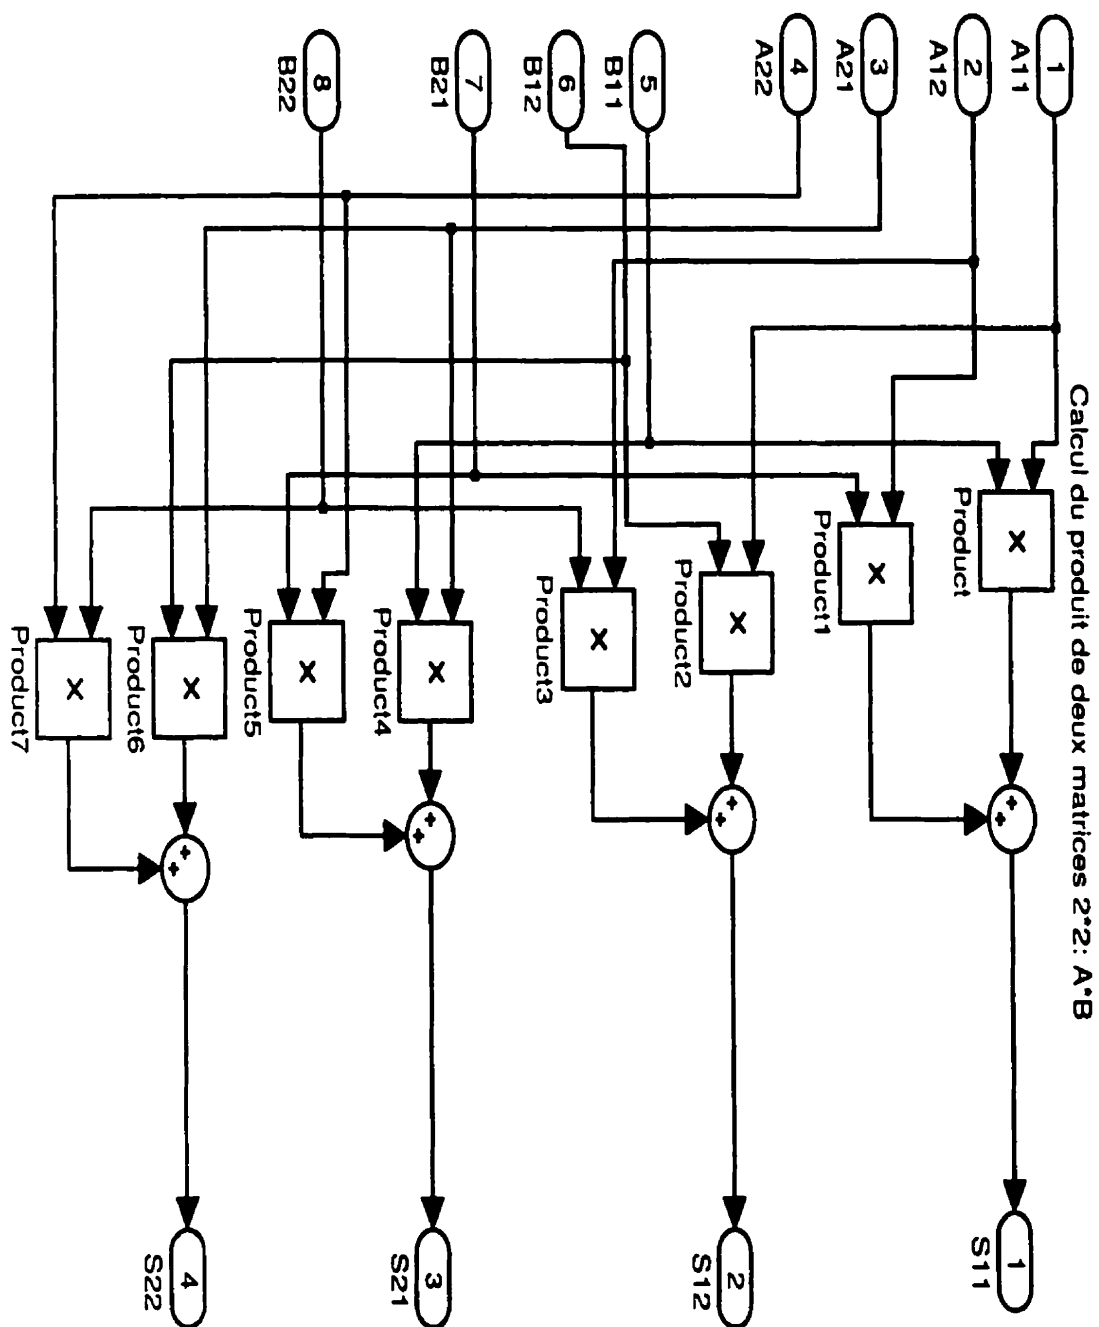 Calcul du produit de deux matrices 2*2: A*B
1
A11
2
A12
3
A21
4
A22
5
B11
6
B12
7
B21
8
B22
x
Product
x
Product1
x
Product2
x
Product3
x
Product4
x
Product5
x
Product6
x
Product7
+
+
+
+
+
+
+
+
1
S11
2
S12
3
S21
4
S22